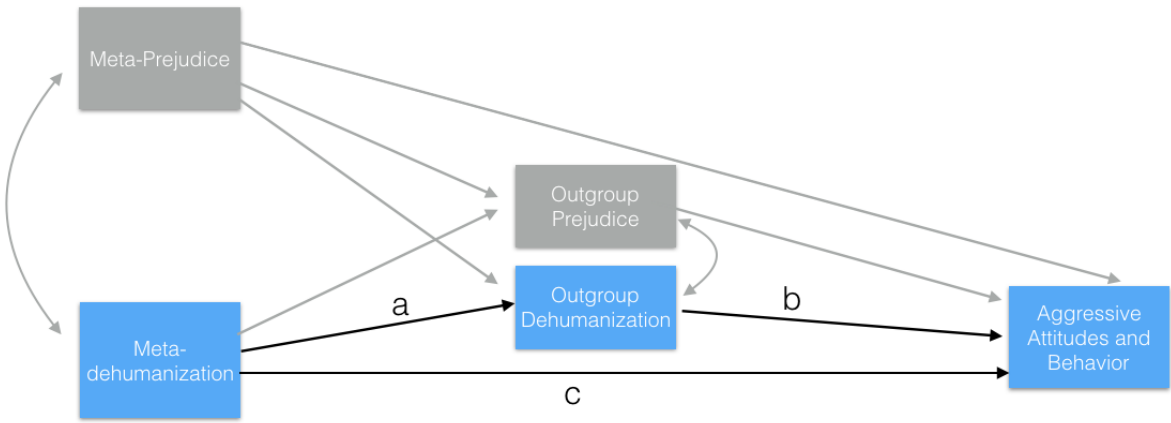 Meta-Prejudice
Outgroup
Prejudice
a
Outgroup
Dehumanization
b
Meta-
dehumanization
Aggressive
Attitudes and
Behavior
c